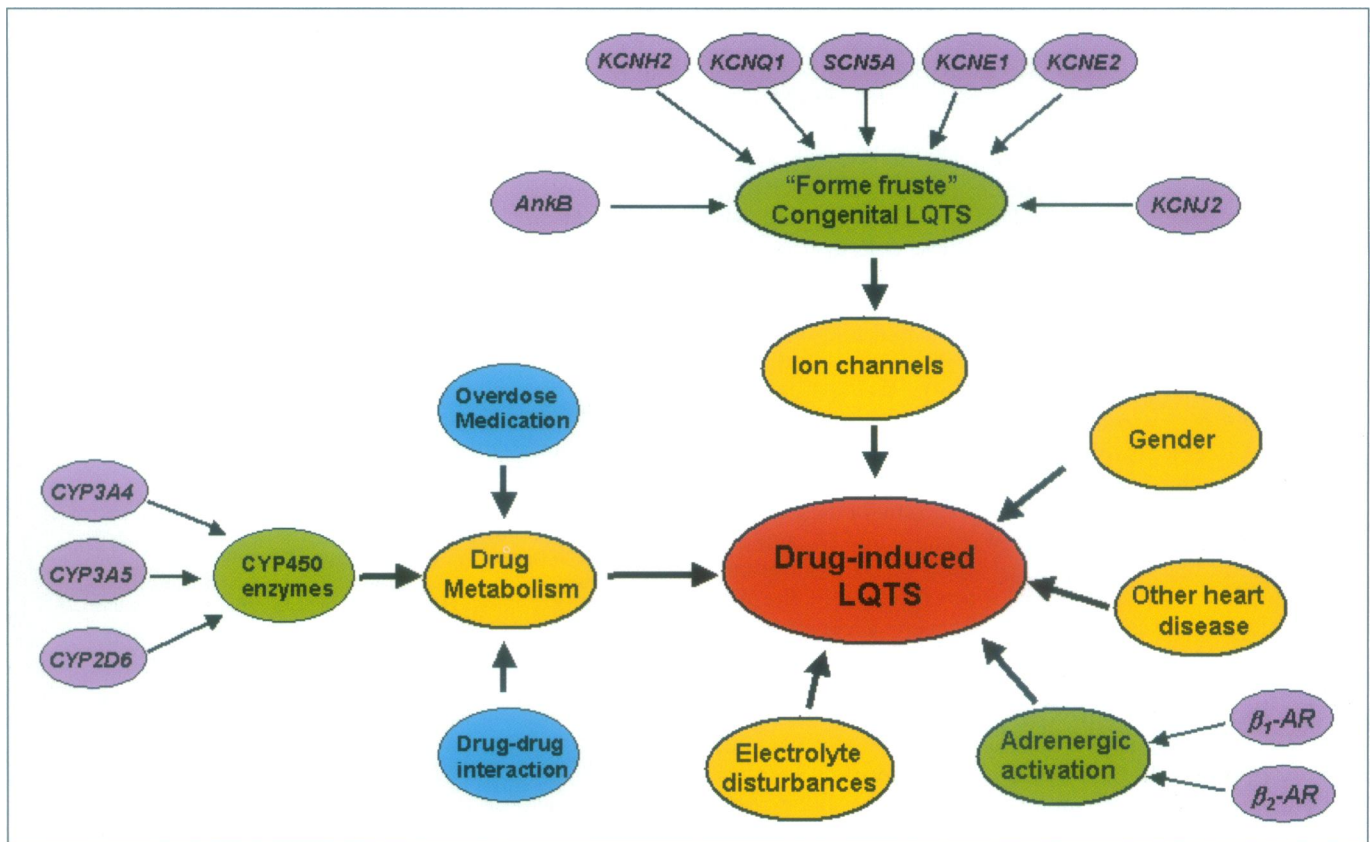 KCNH2
KCNQ1
SCN5A
KCNE1
KCNE2
"Forme fruste"
Congenital LQTS
AnkB
KCNJ2
Ion channels
Overdose
Medication
Gender
CYP3A4
CYP3A5
CYP2D6
CYP450
enzymes
Drug
Metabolism
Drug-induced
LQTS
Other heart
disease
Drug-drug
interaction
Electrolyte
disturbances
Adrenergic
activation
β₁-AR
β₂-AR